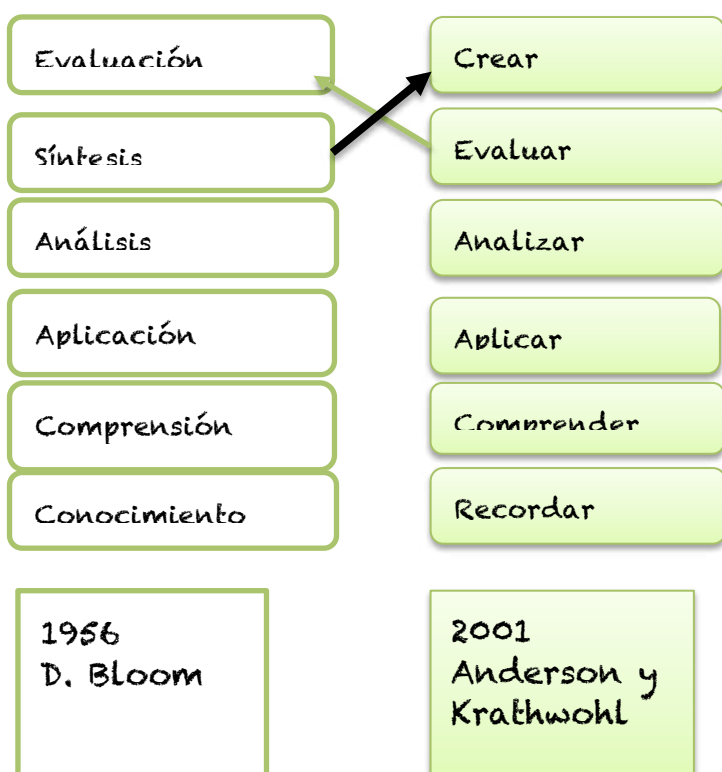 Evaluación
Crear
Síntesis
Evaluar
Análisis
Analizar
Aplicación
Aplicar
Comprensión
Comprender
Conocimiento
Recordar
1956
D. Bloom
2001
Anderson y
Krathwohl